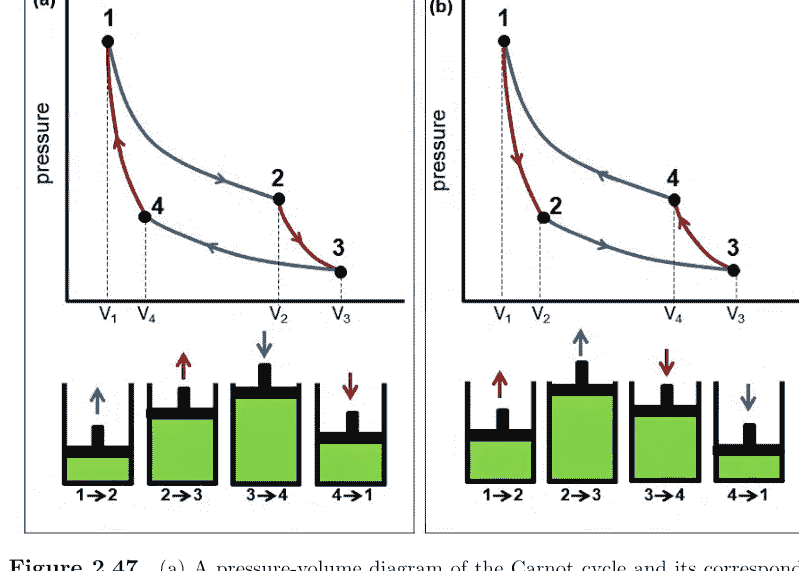 (a)
1
pressure
2
4
3
V1 V4 V2 V3
1→2 2→3 3→4 4→1
(b)
1
pressure
4
2
3
V1 V2 V4 V3
1→2 2→3 3→4 4→1
Figure 2.47 (a) A pressure-volume diagram of the Carnot cycle and its correspond